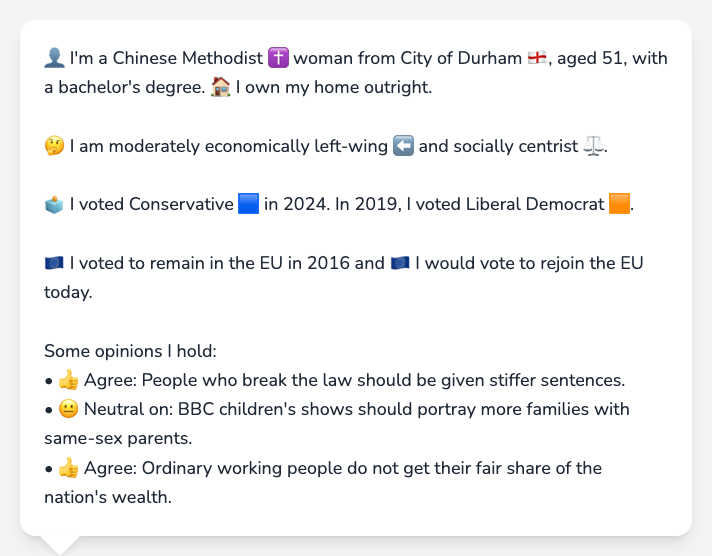 👤 I'm a Chinese Methodist ✝️ woman from City of Durham 🏴󠁧󠁢󠁥󠁮󠁧󠁿, aged 51, with
a bachelor's degree. 🏠 I own my home outright.
🤔 I am moderately economically left-wing ⬅️ and socially centrist ⚖️.
🗳️ I voted Conservative 🟦 in 2024. In 2019, I voted Liberal Democrat 🟧.
🇪🇺 I voted to remain in the EU in 2016 and 🇪🇺 I would vote to rejoin the EU
today.
Some opinions I hold:
• 👍 Agree: People who break the law should be given stiffer sentences.
• 😐 Neutral on: BBC children's shows should portray more families with
same-sex parents.
• 👍 Agree: Ordinary working people do not get their fair share of the
nation's wealth.